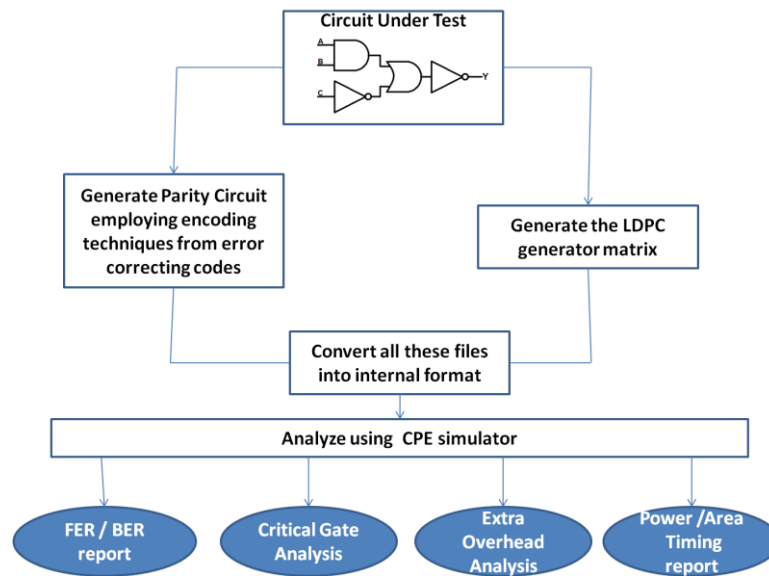 Circuit Under Test
A
B
C
Y
Generate Parity Circuit
employing encoding
techniques from error
correcting codes
Generate the LDPC
generator matrix
Convert all these files
into internal format
Analyze using CPE simulator
FER / BER
report
Critical Gate
Analysis
Extra
Overhead
Analysis
Power /Area
Timing
report